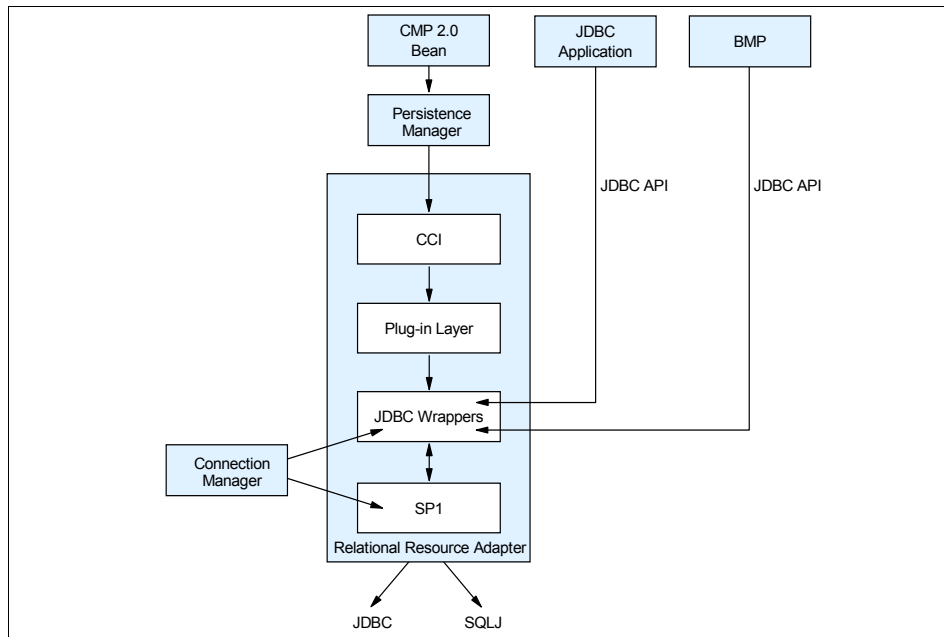 CMP 2.0
Bean
JDBC
Application
BMP
Persistence
Manager
JDBC API
JDBC API
CCI
Plug-in Layer
JDBC Wrappers
Connection
Manager
SP1
Relational Resource Adapter
JDBC
SQLJ